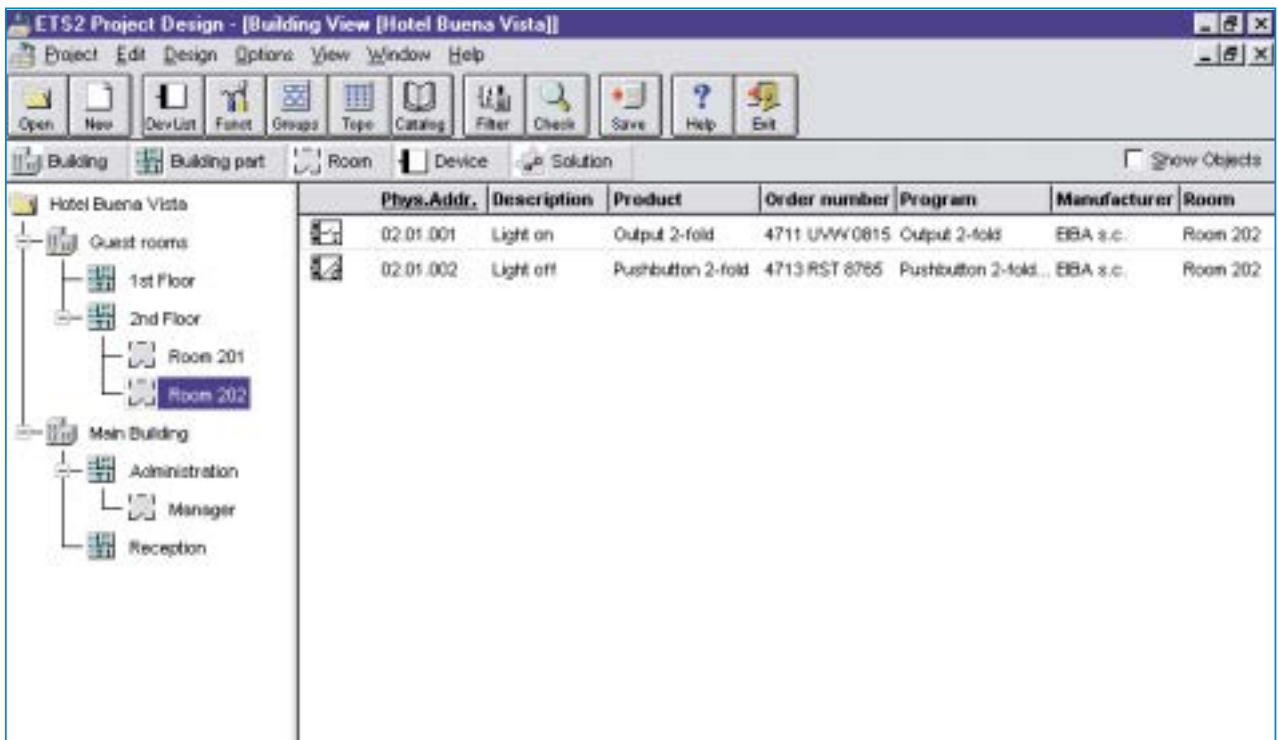 ETS2 Project Design - [Building View [Hotel Buena Vista]]
Project Edit Design Options View Window Help
Open New DevList Funct Groups Topo Catalog Filter Check Save Help Exit
Building Building part Room Device Solution Show Objects
Hotel Buena Vista
Guest rooms
1st Floor
2nd Floor
Room 201
Room 202
Main Building
Administration
Manager
Reception
Phys.Addr. Description Product Order number Program Manufacturer Room
02.01.001 Light on Output 2-fold 4711 UVW 0815 Output 2-fold EIBA s.c. Room 202
02.01.002 Light off Pushbutton 2-fold 4713 RST 8765 Pushbutton 2-fold... EIBA s.c. Room 202